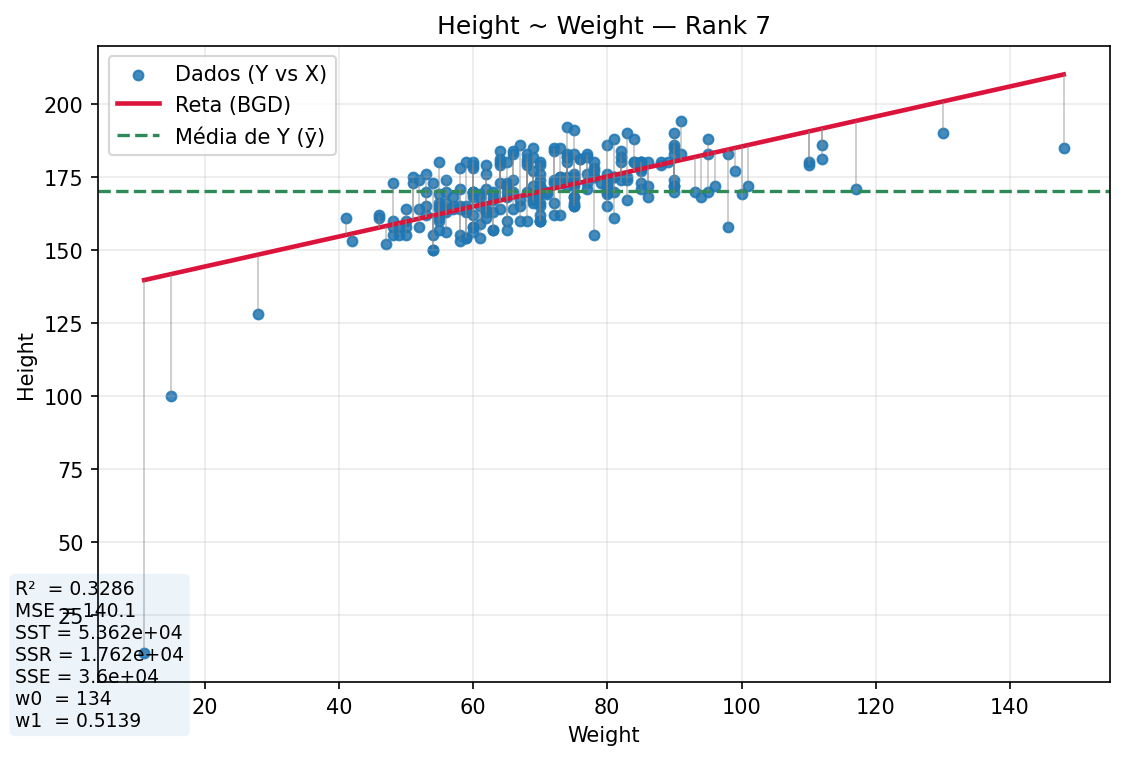 Height ~ Weight — Rank 7
Dados (Y vs X)
Reta (BGD)
Média de Y (ȳ)
200
175
150
125
100
75
50
25
Height
R² = 0.3286
MSE = 140.1
SST = 5.362e+04
SSR = 1.762e+04
SSE = 3.6e+04
w0 = 134
w1 = 0.5139
20 40 60 80 100 120 140
Weight